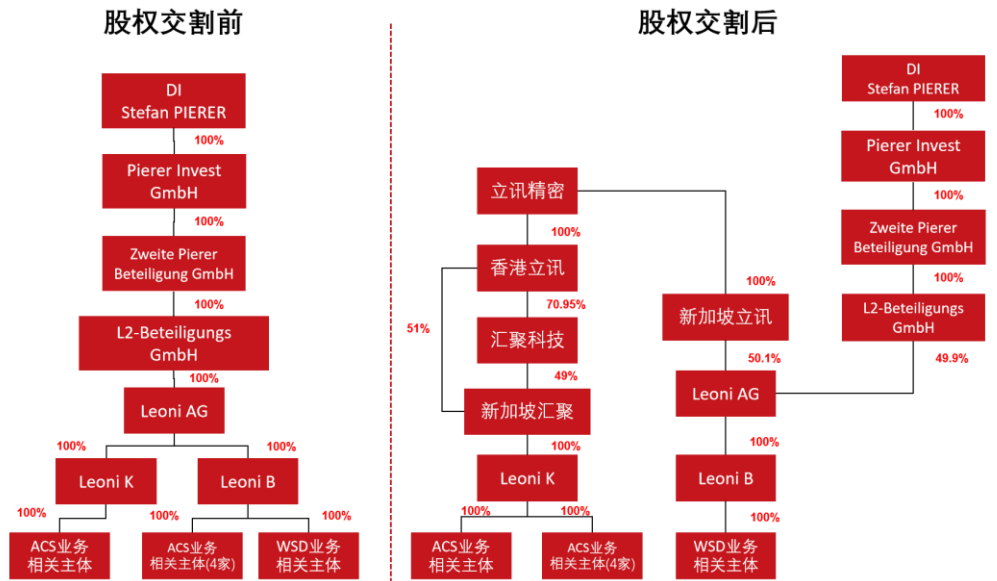 股权交割前
DI
Stefan PIERER
100%
Pierer Invest
GmbH
100%
Zweite Pierer
Beteiligung GmbH
100%
L2-Beteiligungs
GmbH
100%
Leoni AG
100%
100%
Leoni K
Leoni B
100%
100%
100%
ACS业务
相关主体
ACS业务
相关主体(4家)
WSD业务
相关主体
股权交割后
立讯精密
100%
香港立讯
70.95%
51%
汇聚科技
49%
新加坡汇聚
100%
Leoni K
100%
100%
ACS业务
相关主体
ACS业务
相关主体(4家)
100%
新加坡立讯
50.1%
Leoni AG
100%
Leoni B
100%
WSD业务
相关主体
DI
Stefan PIERER
100%
Pierer Invest
GmbH
100%
Zweite Pierer
Beteiligung GmbH
100%
L2-Beteiligungs
GmbH
49.9%